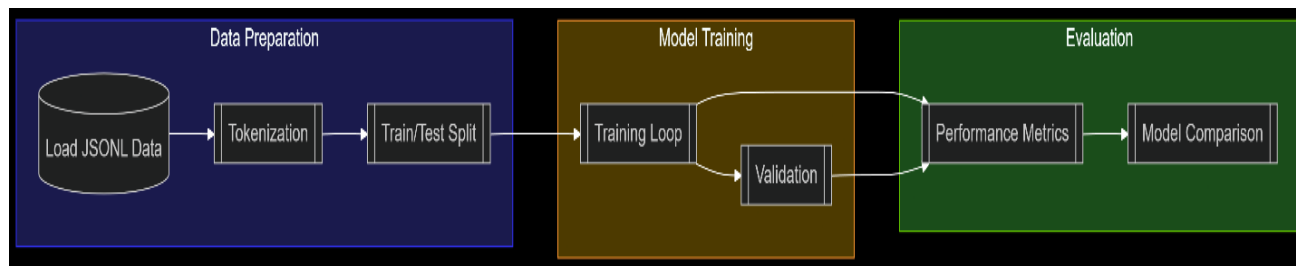 Data Preparation
Load JSONL Data
Tokenization
Train/Test Split
Model Training
Training Loop
Validation
Evaluation
Performance Metrics
Model Comparison